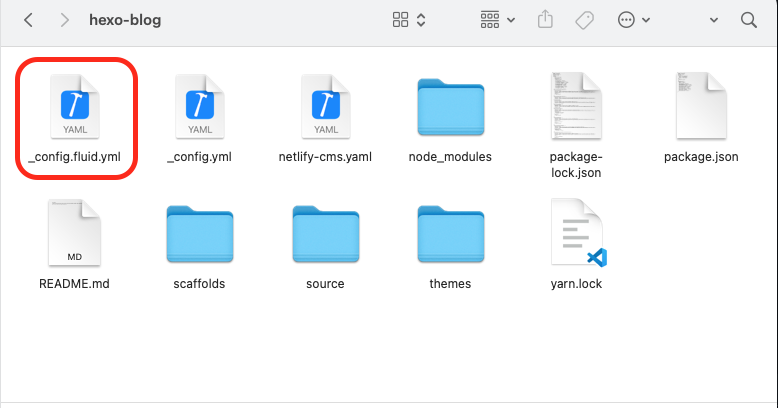 hexo-blog
YAML
YAML
YAML
_config.fluid.yml
_config.yml
netlify-cms.yaml
node_modules
package-
lock.json
package.json
MD
README.md
scaffolds
source
themes
yarn.lock